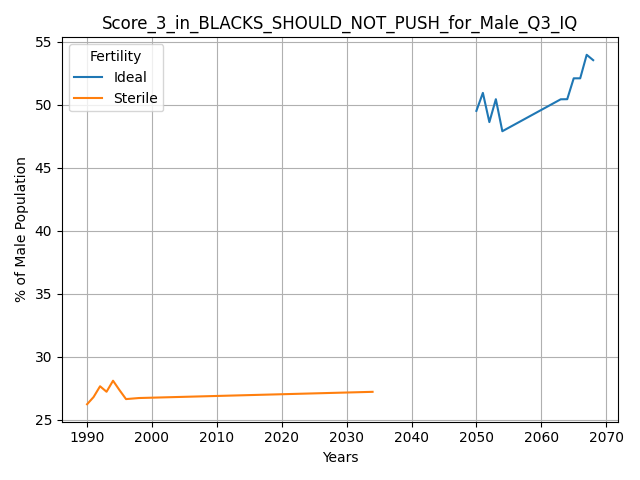 Score_3_in_BLACKS_SHOULD_NOT_PUSH_for_Male_Q3_IQ
Fertility
Ideal
Sterile
% of Male Population
55
50
45
40
35
30
25
1990 2000 2010 2020 2030 2040 2050 2060 2070
Years